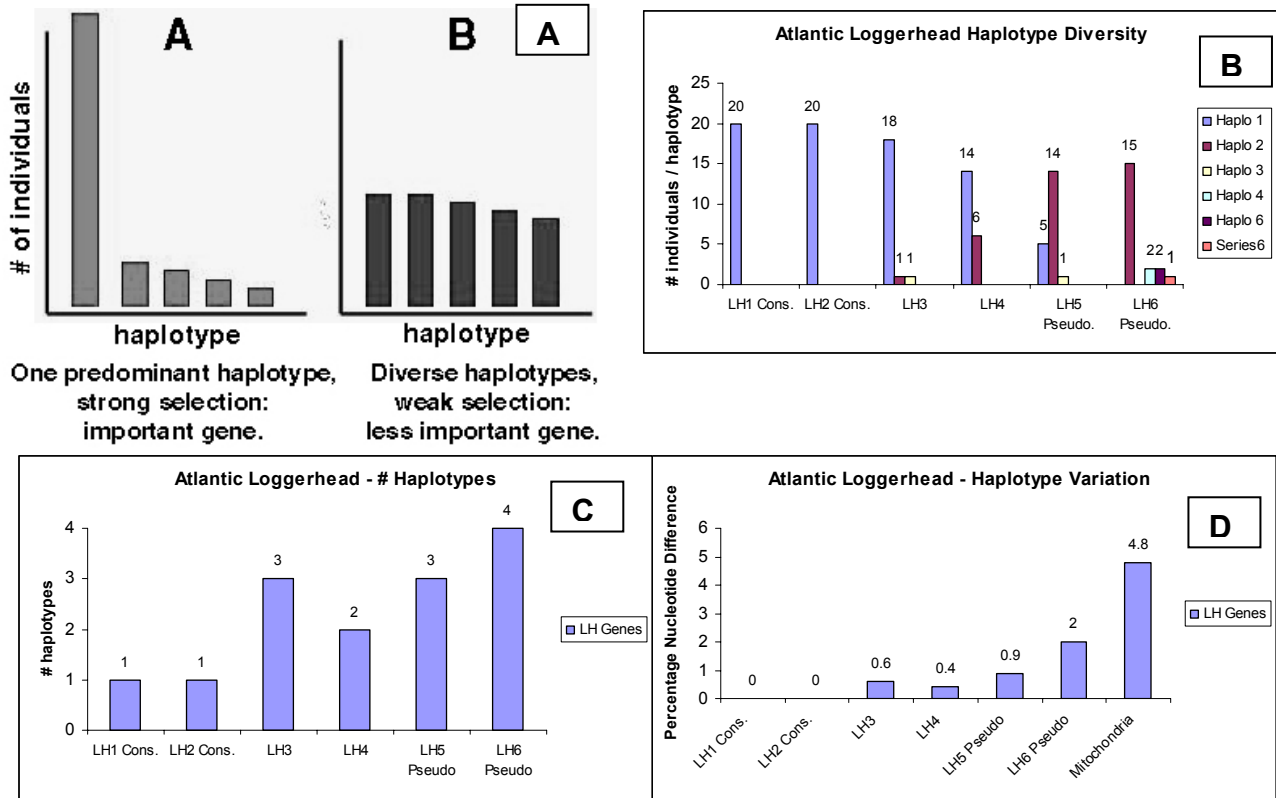 A
B
A
# of individuals
haplotype
haplotype
One predominant haplotype,
strong selection:
important gene.
Diverse haplotypes,
weak selection:
less important gene.
Atlantic Loggerhead Haplotype Diversity
B
# individuals / haplotype
25
20
15
10
5
0
20
20
18
1 1
14
6
5
14
1
15
2 2
1
LH1 Cons.
LH2 Cons.
LH3
LH4
LH5
Pseudo.
LH6
Pseudo.
Haplo 1
Haplo 2
Haplo 3
Haplo 4
Haplo 6
Series6
Atlantic Loggerhead - # Haplotypes
C
# haplotypes
4
3
2
1
0
1
1
3
2
3
4
LH1 Cons.
LH2 Cons.
LH3
LH4
LH5
Pseudo
LH6
Pseudo
LH Genes
Atlantic Loggerhead - Haplotype Variation
D
Percentage Nucleotide Difference
6
5
4
3
2
1
0
0
0
0.6
0.4
0.9
2
4.8
LH1 Cons.
LH2 Cons.
LH3
LH4
LH5 Pseudo
LH6 Pseudo
Mitochondria
LH Genes